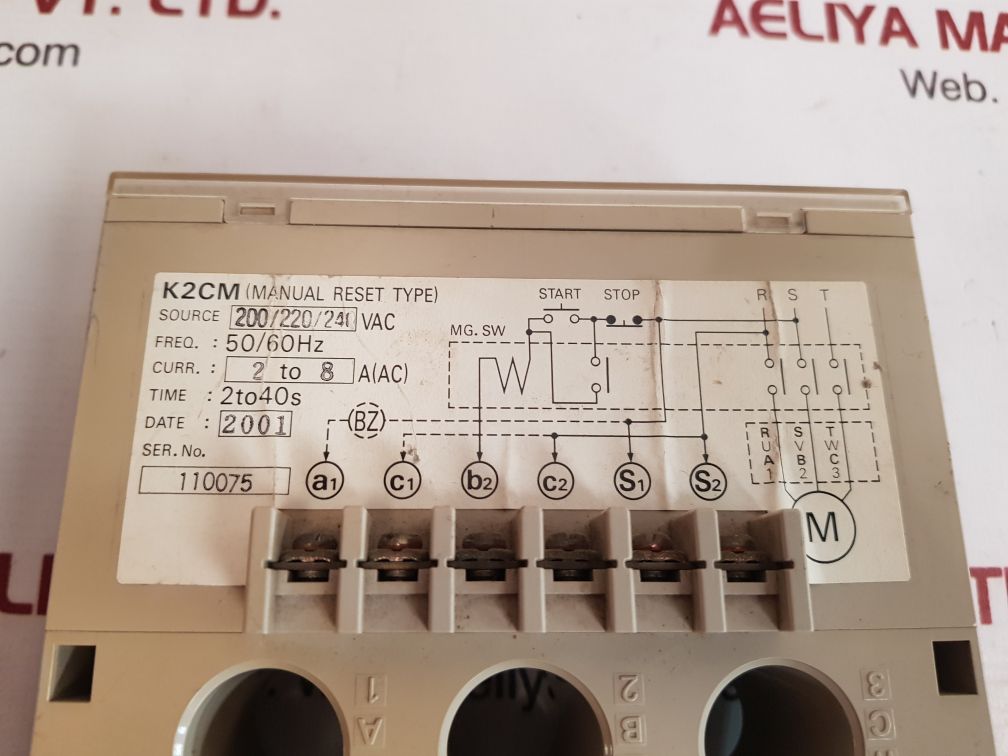 VT. LTD.
com
AELIYA MA
Web.
K2CM (MANUAL RESET TYPE)
SOURCE 200/220/240 VAC
FREQ. : 50/60Hz
CURR. : 2 to 8 A(AC)
TIME : 2to40s
DATE : 2001
SER.No.
110075
START STOP
MG. SW
R S T
BZ
R S T
U V W
A B C
1 2 3
a1 c1 b2 c2 S1 S2
M
1 2 3
A B C